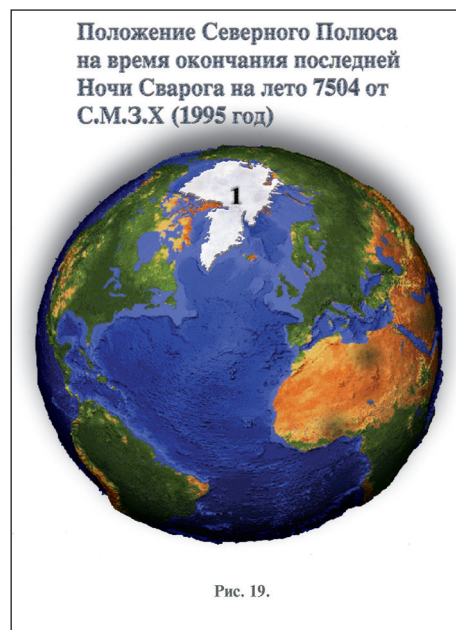 Положение Северного Полюса
на время окончания последней
Ночи Сварога на лето 7504 от
С.М.З.Х (1995 год)
1
Рис. 19.